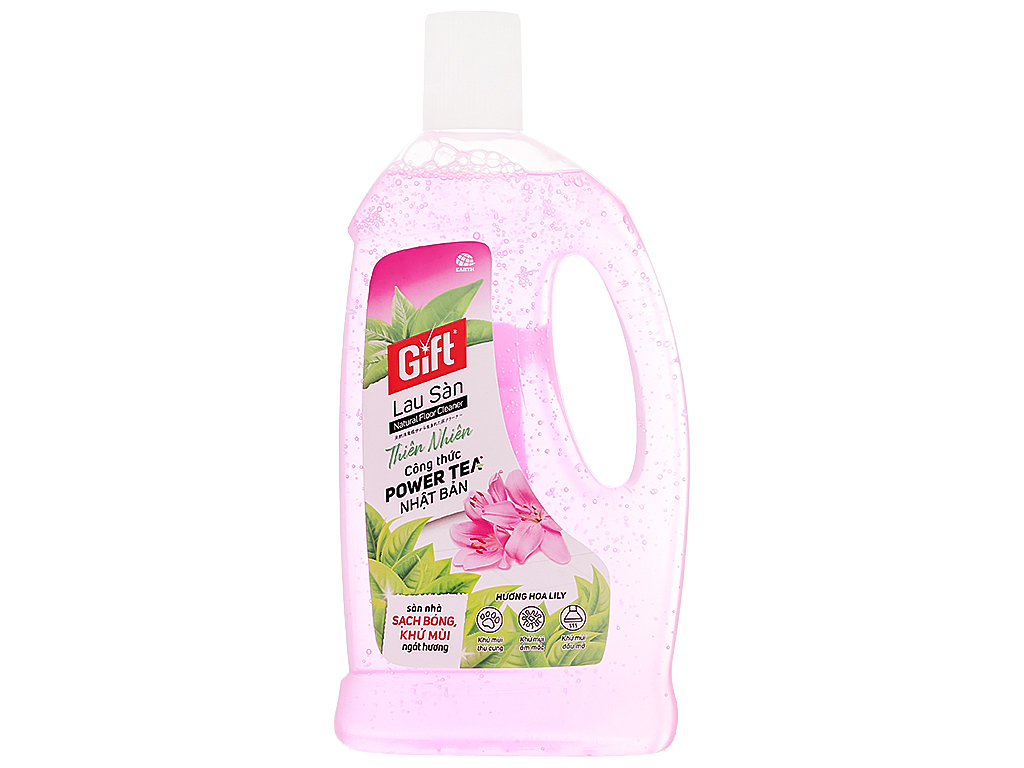 EARTH
Gift
Lau Sàn
Natural Floor Cleaner
Thiên Nhiên
Công thức
POWER TEA
NHẬT BẢN
HƯƠNG HOA LILY
sàn nhà
SẠCH BÓNG,
KHỬ MÙI
ngát hương
Khử mùi
thú cưng
Khử mùi
ẩm mốc
Khử mùi
dầu mỡ